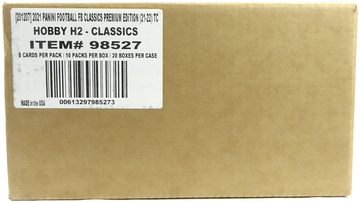 [201207] 2021 PANINI FOOTBALL FB CLASSICS PREMIUM EDITION (21-22) TC
HOBBY H2 - CLASSICS
ITEM# 98527
8 CARDS PER PACK / 10 PACKS PER BOX / 20 BOXES PER CASE
MADE in the USA
00613297985273